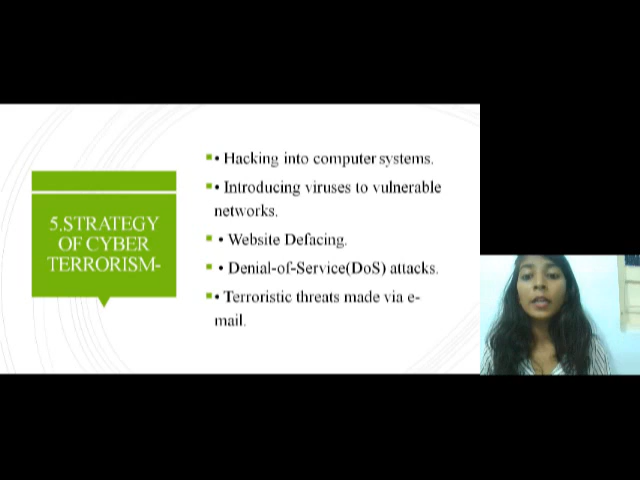 5.STRATEGY
OF CYBER
TERRORISM-
• Hacking into computer systems.
• Introducing viruses to vulnerable
networks.
• Website Defacing.
• Denial-of-Service(DoS) attacks.
• Terroristic threats made via e-
mail.